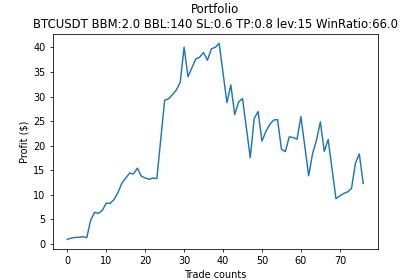 Portfolio
BTCUSDT BBM:2.0 BBL:140 SL:0.6 TP:0.8 lev:15 WinRatio:66.0
40
35
30
25
20
15
10
5
0
Profit ($)
0 10 20 30 40 50 60 70
Trade counts